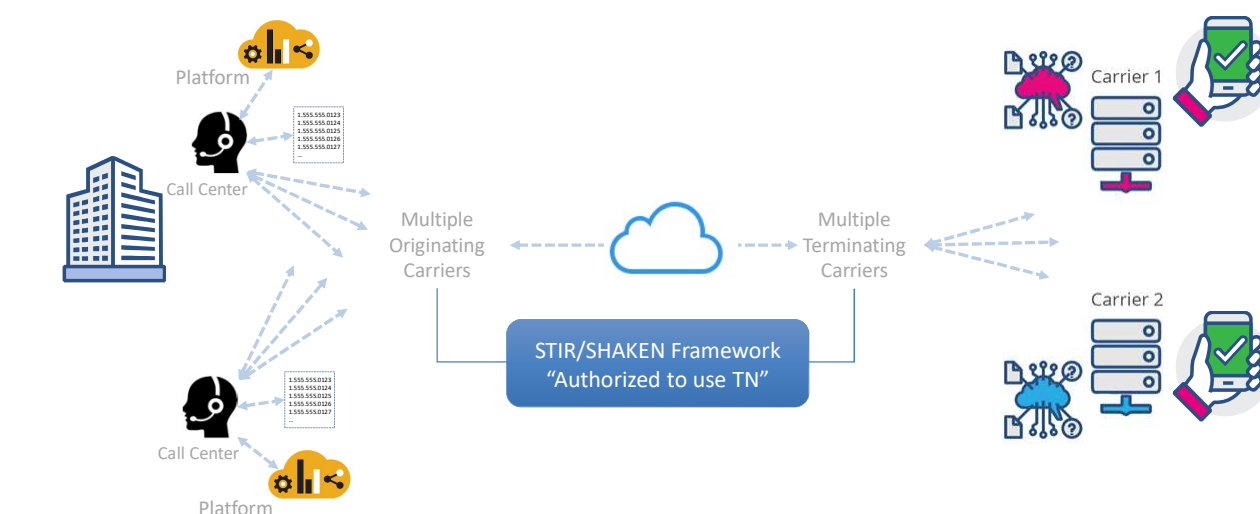 Platform
1.555.555.0123
1.555.555.0124
1.555.555.0125
1.555.555.0126
1.555.555.0127
...
Call Center
Multiple
Originating
Carriers
Multiple
Terminating
Carriers
STIR/SHAKEN Framework
“Authorized to use TN”
Carrier 1
Carrier 2
1.555.555.0123
1.555.555.0124
1.555.555.0125
1.555.555.0126
1.555.555.0127
...
Call Center
Platform